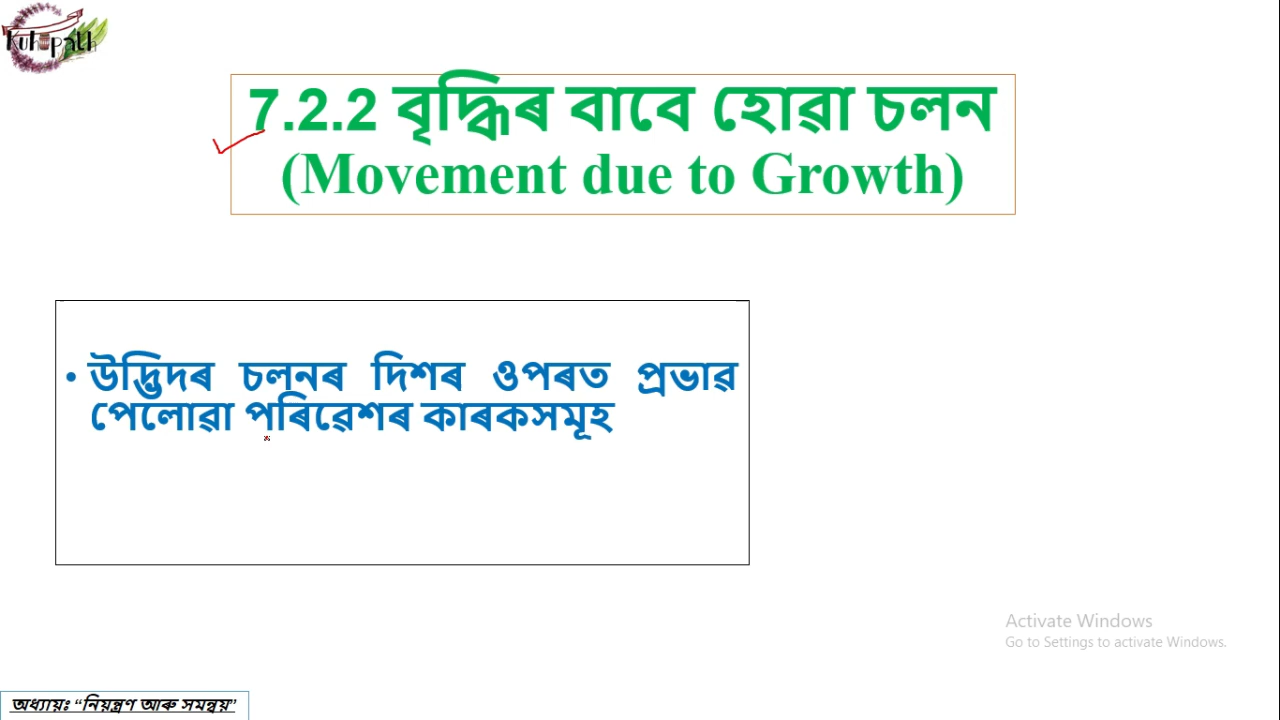 Kuhipath
7.2.2 বৃদ্ধিৰ বাবে হোৱা চলন
(Movement due to Growth)
• উদ্ভিদৰ চলনৰ দিশৰ ওপৰত প্ৰভাৱ
পেলোৱা পৰিৱেশৰ কাৰকসমূহ
Activate Windows
Go to Settings to activate Windows.
অধ্যায়ঃ “নিয়ন্ত্ৰণ আৰু সমন্বয়”